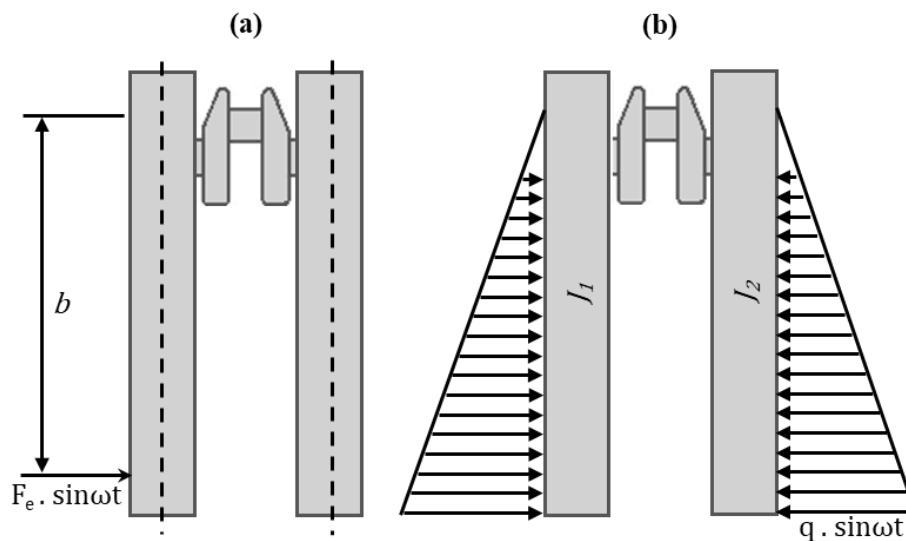 (a)
(b)
b
J₁
J₂
Fₑ . sinωt
q . sinωt